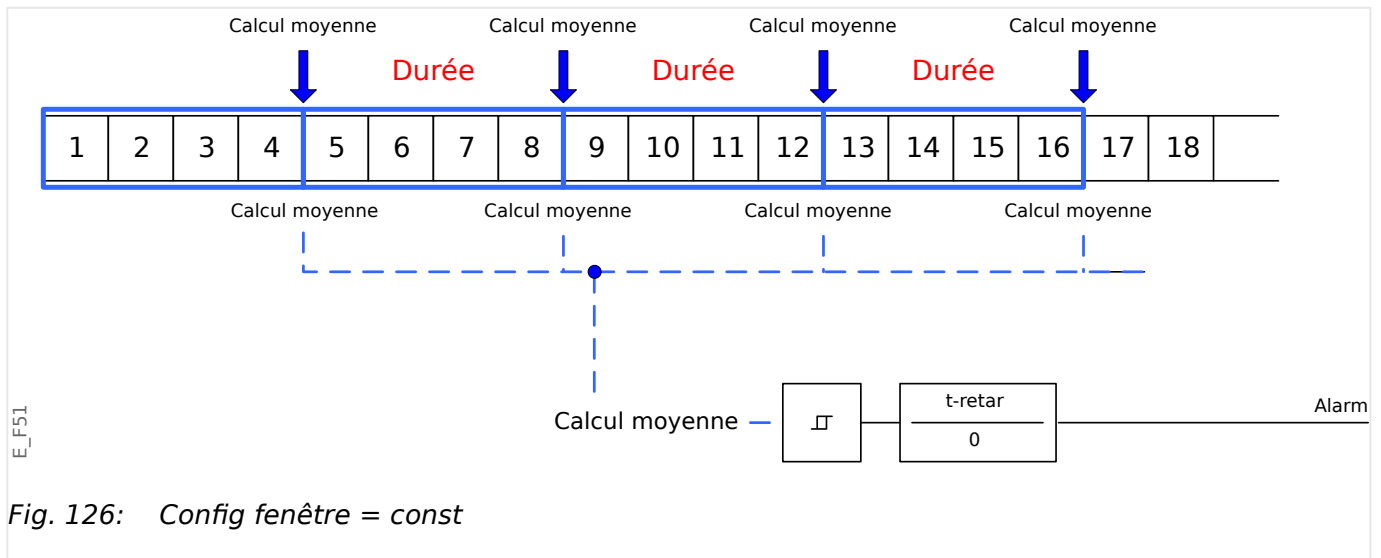 Calcul moyenne Calcul moyenne Calcul moyenne Calcul moyenne
Durée Durée Durée
1 2 3 4 5 6 7 8 9 10 11 12 13 14 15 16 17 18
Calcul moyenne Calcul moyenne Calcul moyenne Calcul moyenne
t-retar
Alarm
Calcul moyenne
0
E_F51
Fig. 126: Config fenêtre = const